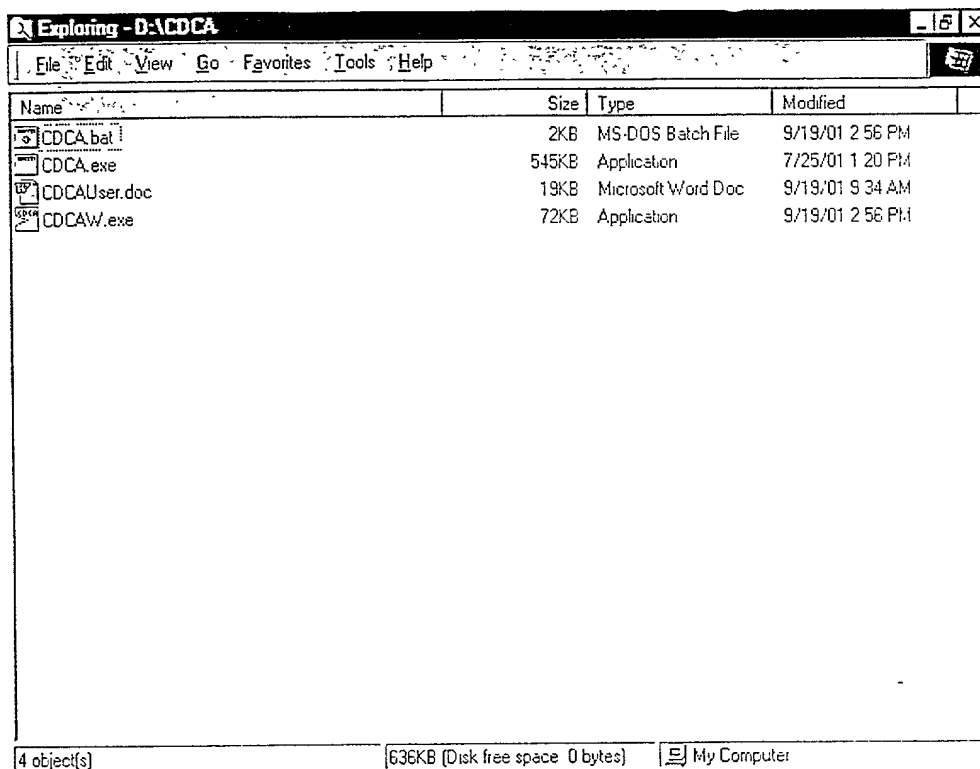 Exploring - D:\CDCA
File Edit View Go Favorites Tools Help
Name Size Type Modified
CDCA.bat 2KB MS-DOS Batch File 9/19/01 2 56 PM
CDCA.exe 545KB Application 7/25/01 1 20 PM
CDCAUser.doc 19KB Microsoft Word Doc 9/19/01 9 34 AM
CDCAW.exe 72KB Application 9/19/01 2 56 PM
4 object[s] 636KB (Disk free space 0 bytes) My Computer